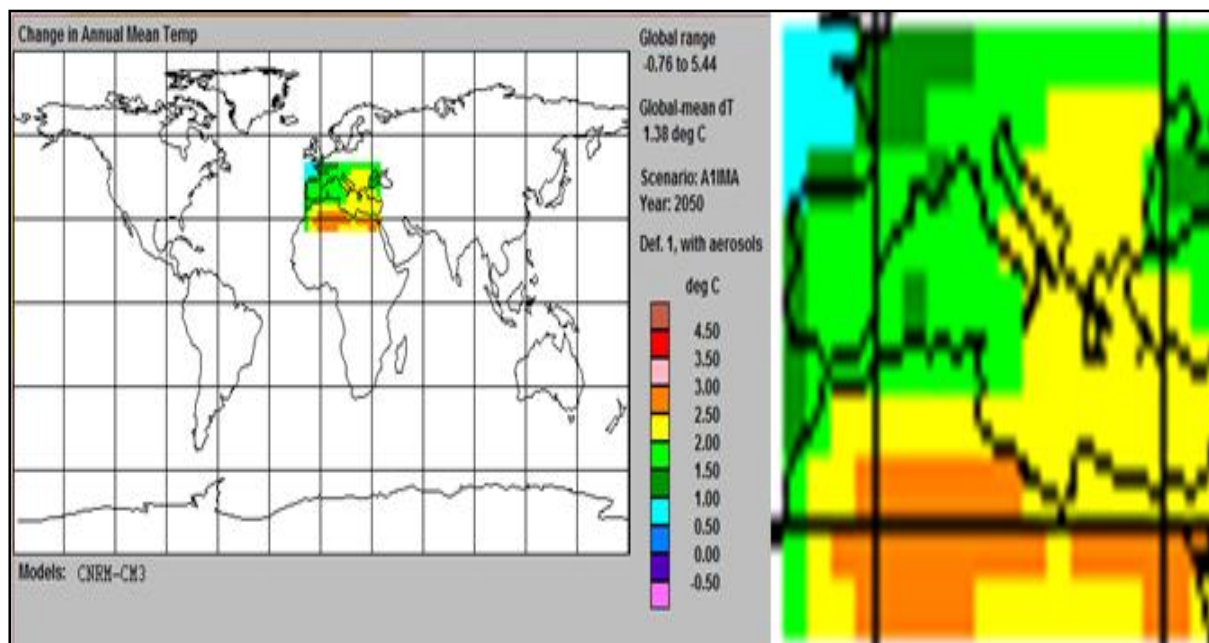 Change in Annual Mean Temp
Global range
-0.76 to 5.44
Global-mean dT
1.38 deg C
Scenario: A1IMA
Year: 2050
Def. 1, with aerosols
deg C
4.50
3.50
3.00
2.50
2.00
1.50
1.00
0.50
0.00
-0.50
Models: CNRM-CM3